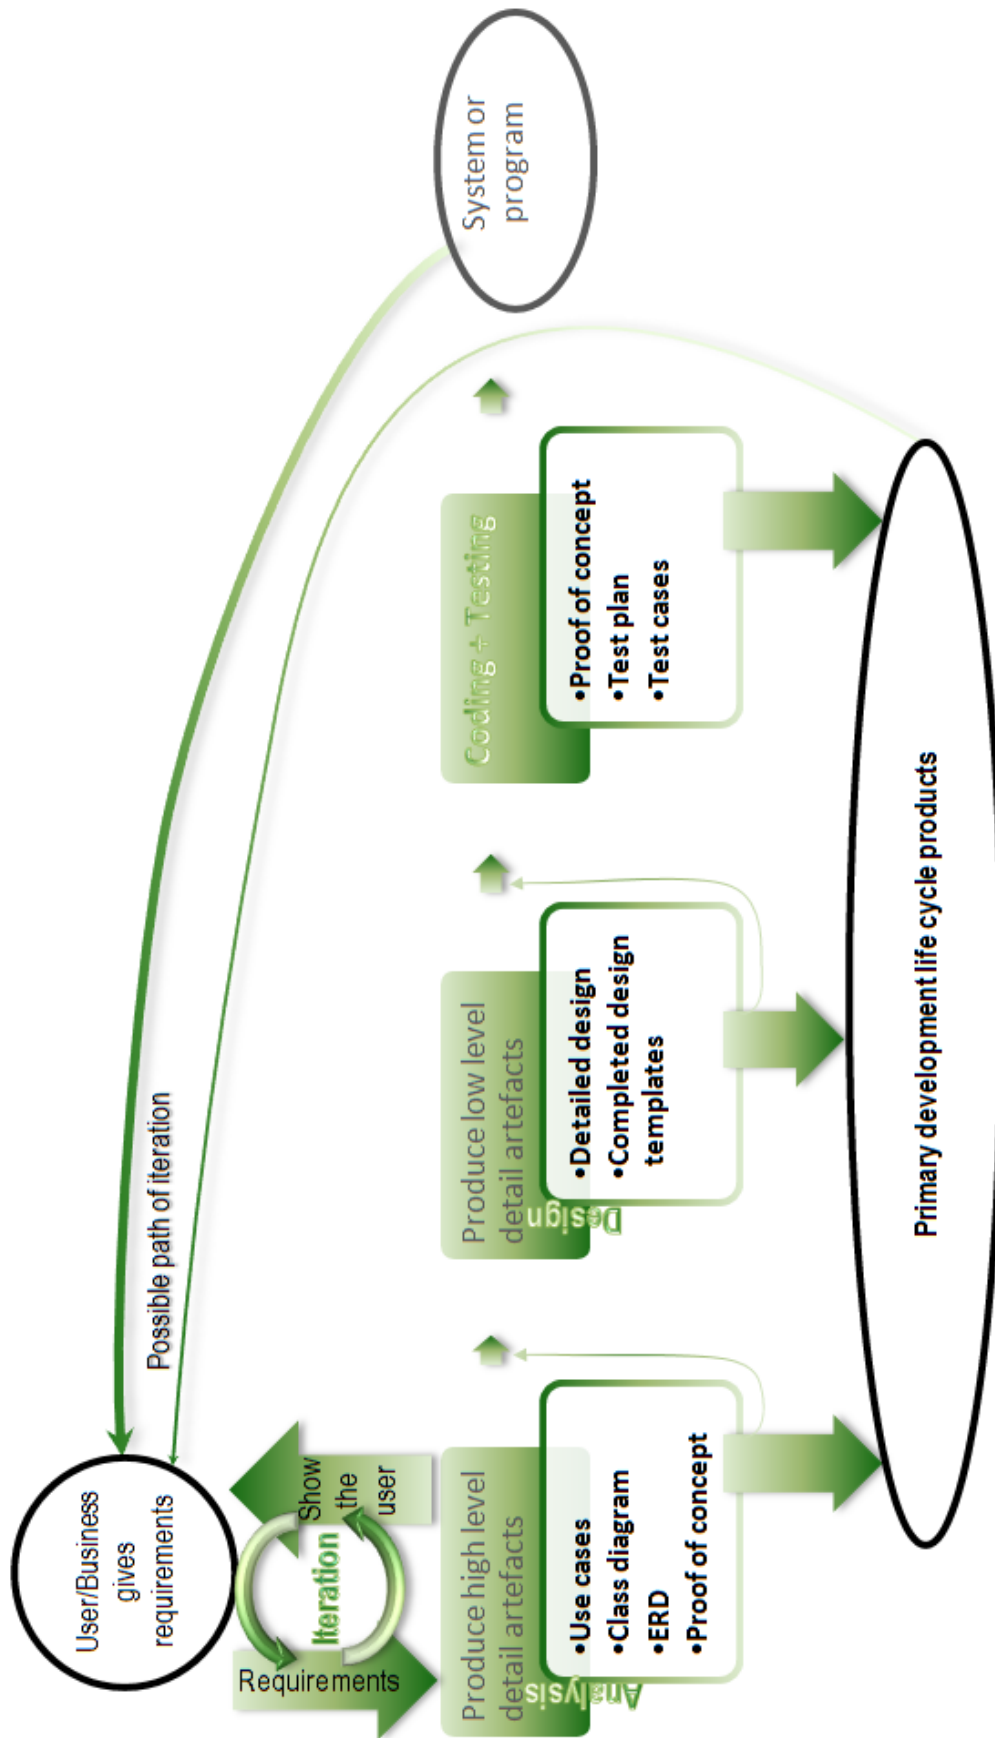 User/Business
gives
requirements
Possible path of iteration
System or
program
Requirements
Iteration
Show
the
user
Produce high level
detail artefacts
Analysis
•Use cases
•Class diagram
•ERD
•Proof of concept
Produce low level
detail artefacts
Design
•Detailed design
•Completed design
templates
Coding + Testing
•Proof of concept
•Test plan
•Test cases
Primary development life cycle products